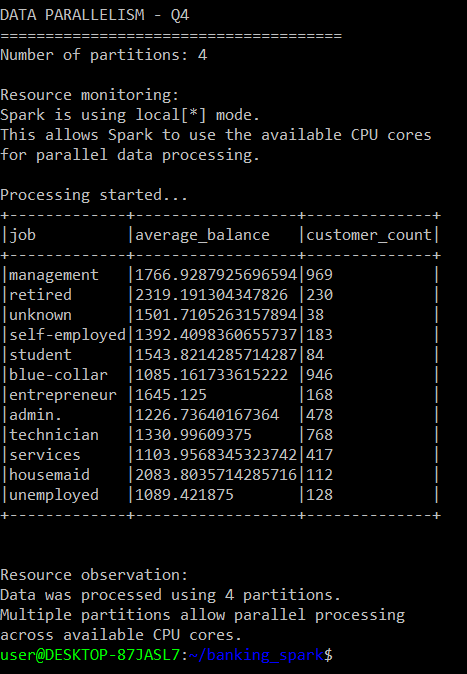 DATA PARALLELISM - Q4
=====================================
Number of partitions: 4
Resource monitoring:
Spark is using local[*] mode.
This allows Spark to use the available CPU cores
for parallel data processing.
Processing started...
+-------------+------------------+--------------+
|job          |average_balance   |customer_count|
+-------------+------------------+--------------+
|management   |1766.9287925696594|969           |
|retired      |2319.191304347826 |230           |
|unknown      |1501.7105263157894|38            |
|self-employed|1392.4098360655737|183           |
|student      |1543.8214285714287|84            |
|blue-collar  |1085.161733615222 |946           |
|entrepreneur |1645.125          |168           |
|admin.       |1226.73640167364  |478           |
|technician   |1330.99609375     |768           |
|services     |1103.9568345323742|417           |
|housemaid    |2083.8035714285716|112           |
|unemployed   |1089.421875       |128           |
+-------------+------------------+--------------+
Resource observation:
Data was processed using 4 partitions.
Multiple partitions allow parallel processing
across available CPU cores.
user@DESKTOP-87JASL7:~/banking_spark$